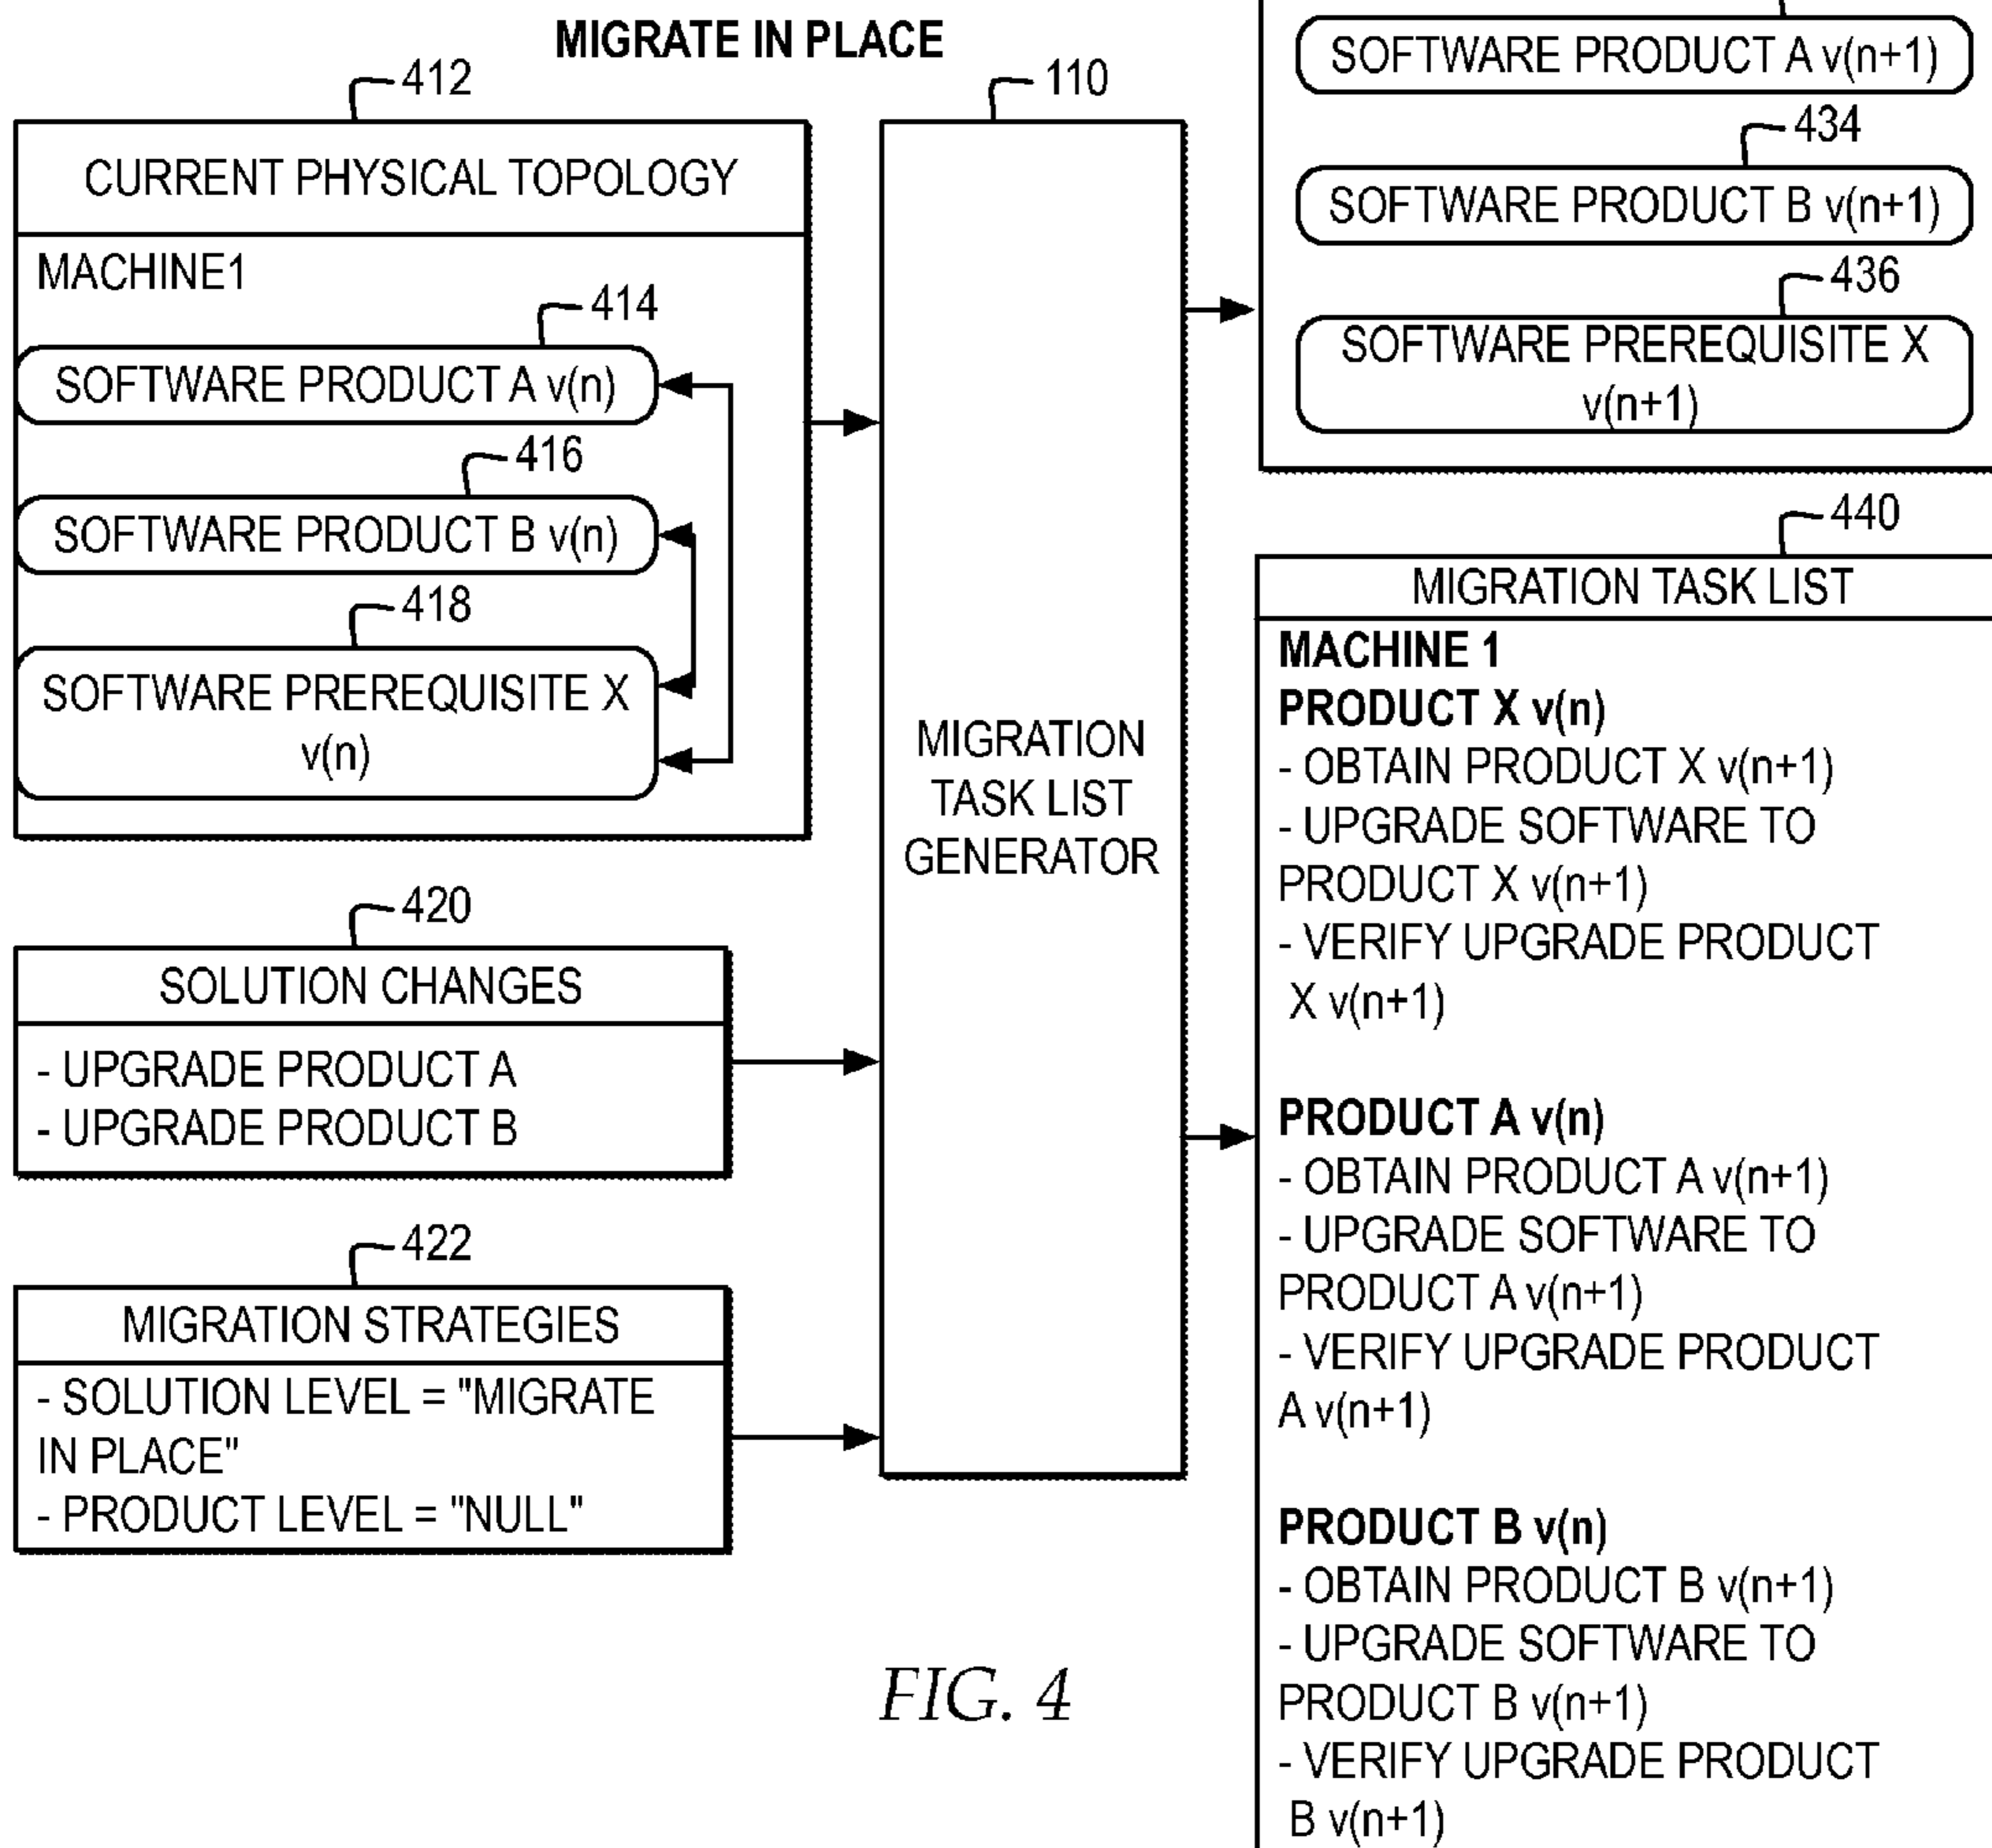 MIGRATE IN PLACE
412
CURRENT PHYSICAL TOPOLOGY
MACHINE1
414
SOFTWARE PRODUCT A v(n)
416
SOFTWARE PRODUCT B v(n)
418
SOFTWARE PREREQUISITE X
v(n)
420
SOLUTION CHANGES
- UPGRADE PRODUCT A
- UPGRADE PRODUCT B
422
MIGRATION STRATEGIES
- SOLUTION LEVEL = "MIGRATE
IN PLACE"
- PRODUCT LEVEL = "NULL"
110
MIGRATION
TASK LIST
GENERATOR
SOFTWARE PRODUCT A v(n+1)
434
SOFTWARE PRODUCT B v(n+1)
436
SOFTWARE PREREQUISITE X
v(n+1)
440
MIGRATION TASK LIST
MACHINE 1
PRODUCT X v(n)
- OBTAIN PRODUCT X v(n+1)
- UPGRADE SOFTWARE TO
PRODUCT X v(n+1)
- VERIFY UPGRADE PRODUCT
X v(n+1)
PRODUCT A v(n)
- OBTAIN PRODUCT A v(n+1)
- UPGRADE SOFTWARE TO
PRODUCT A v(n+1)
- VERIFY UPGRADE PRODUCT
A v(n+1)
PRODUCT B v(n)
- OBTAIN PRODUCT B v(n+1)
- UPGRADE SOFTWARE TO
PRODUCT B v(n+1)
- VERIFY UPGRADE PRODUCT
B v(n+1)
FIG. 4